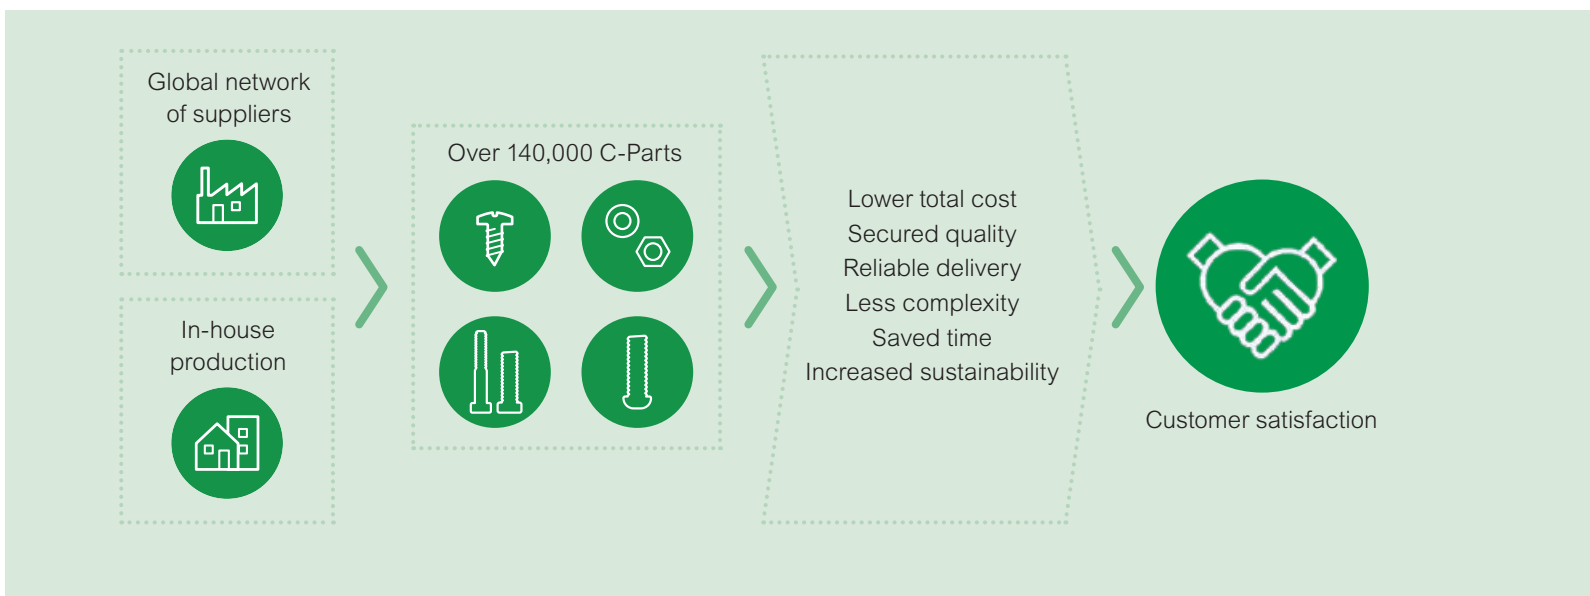 Global network
of suppliers
In-house
production
Over 140,000 C-Parts
Lower total cost
Secured quality
Reliable delivery
Less complexity
Saved time
Increased sustainability
Customer satisfaction